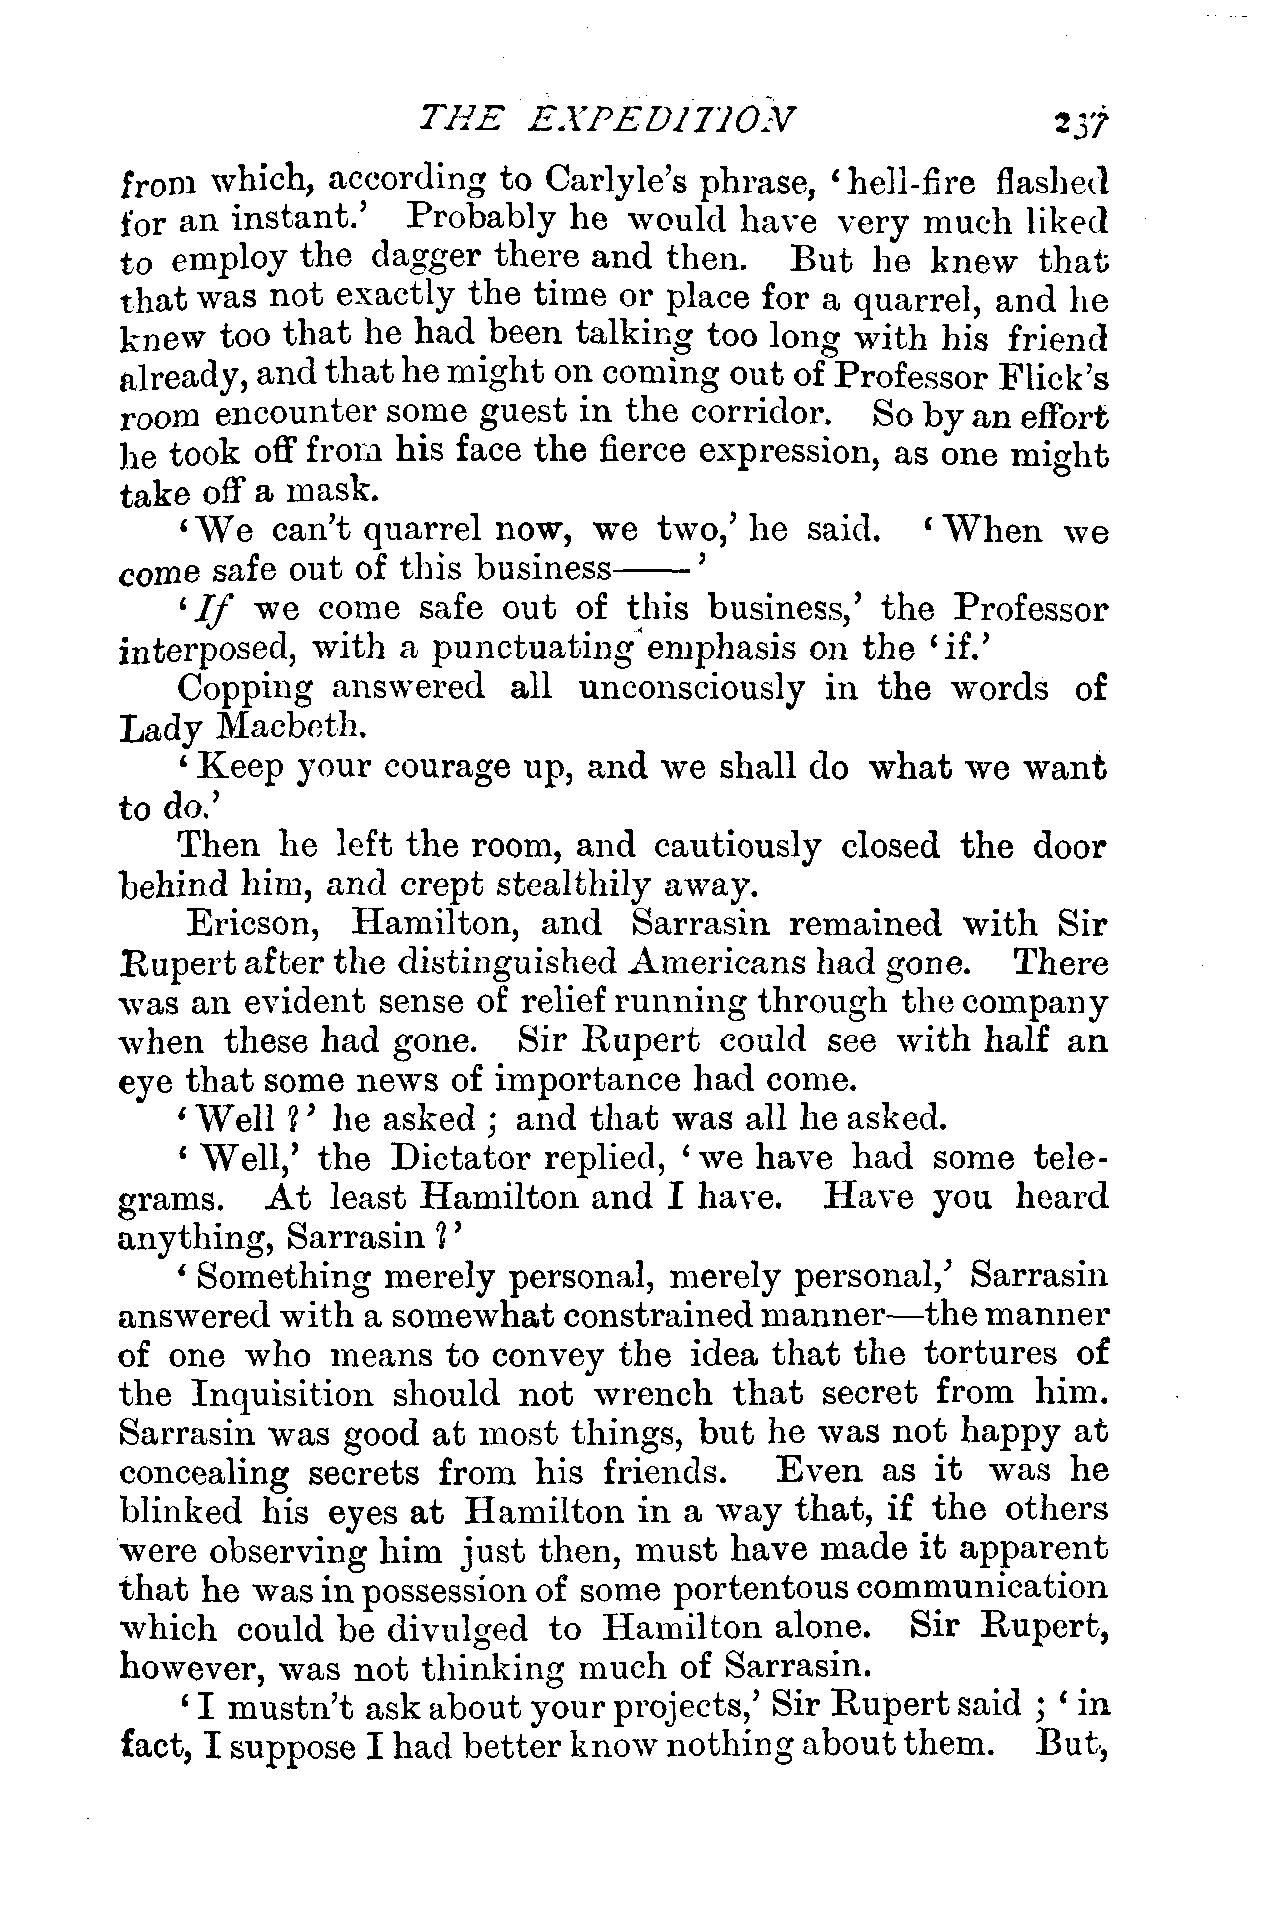 THE EXPEDITION 237
from which, according to Carlyle's phrase, ‘hell-fire flashed
for an instant.’ Probably he would have very much liked
to employ the dagger there and then. But he knew that
that was not exactly the time or place for a quarrel, and he
knew too that he had been talking too long with his friend
already, and that he might on coming out of Professor Flick's
room encounter some guest in the corridor. So by an effort
he took off from his face the fierce expression, as one might
take off a mask.
‘We can't quarrel now, we two,’ he said. ‘When we
come safe out of this business——’
‘If we come safe out of this business,’ the Professor
interposed, with a punctuating emphasis on the ‘if.’
Copping answered all unconsciously in the words of
Lady Macbeth.
‘Keep your courage up, and we shall do what we want
to do.’
Then he left the room, and cautiously closed the door
behind him, and crept stealthily away.
Ericson, Hamilton, and Sarrasin remained with Sir
Rupert after the distinguished Americans had gone. There
was an evident sense of relief running through the company
when these had gone. Sir Rupert could see with half an
eye that some news of importance had come.
‘Well?’ he asked; and that was all he asked.
‘Well,’ the Dictator replied, ‘we have had some tele-
grams. At least Hamilton and I have. Have you heard
anything, Sarrasin?’
‘Something merely personal, merely personal,’ Sarrasin
answered with a somewhat constrained manner—the manner
of one who means to convey the idea that the tortures of
the Inquisition should not wrench that secret from him.
Sarrasin was good at most things, but he was not happy at
concealing secrets from his friends. Even as it was he
blinked his eyes at Hamilton in a way that, if the others
were observing him just then, must have made it apparent
that he was in possession of some portentous communication
which could be divulged to Hamilton alone. Sir Rupert,
however, was not thinking much of Sarrasin.
‘I mustn't ask about your projects,’ Sir Rupert said; ‘in
fact, I suppose I had better know nothing about them. But,